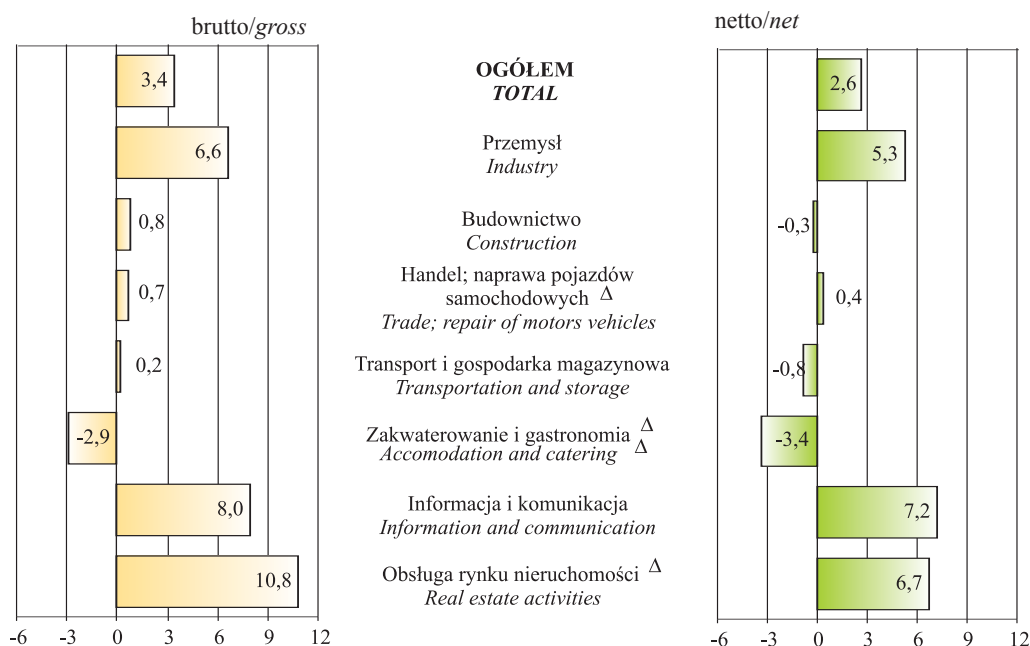 brutto/gross
netto/net
3,4
OGÓŁEM
TOTAL
2,6
6,6
Przemysł
Industry
5,3
0,8
Budownictwo
Construction
-0,3
0,7
Handel; naprawa pojazdów
samochodowych Δ
Trade; repair of motors vehicles
0,4
0,2
Transport i gospodarka magazynowa
Transportation and storage
-0,8
-2,9
Zakwaterowanie i gastronomia Δ
Accomodation and catering Δ
-3,4
8,0
Informacja i komunikacja
Information and communication
7,2
10,8
Obsługa rynku nieruchomości Δ
Real estate activities
6,7
-6 -3 0 3 6 9 12
-6 -3 0 3 6 9 12